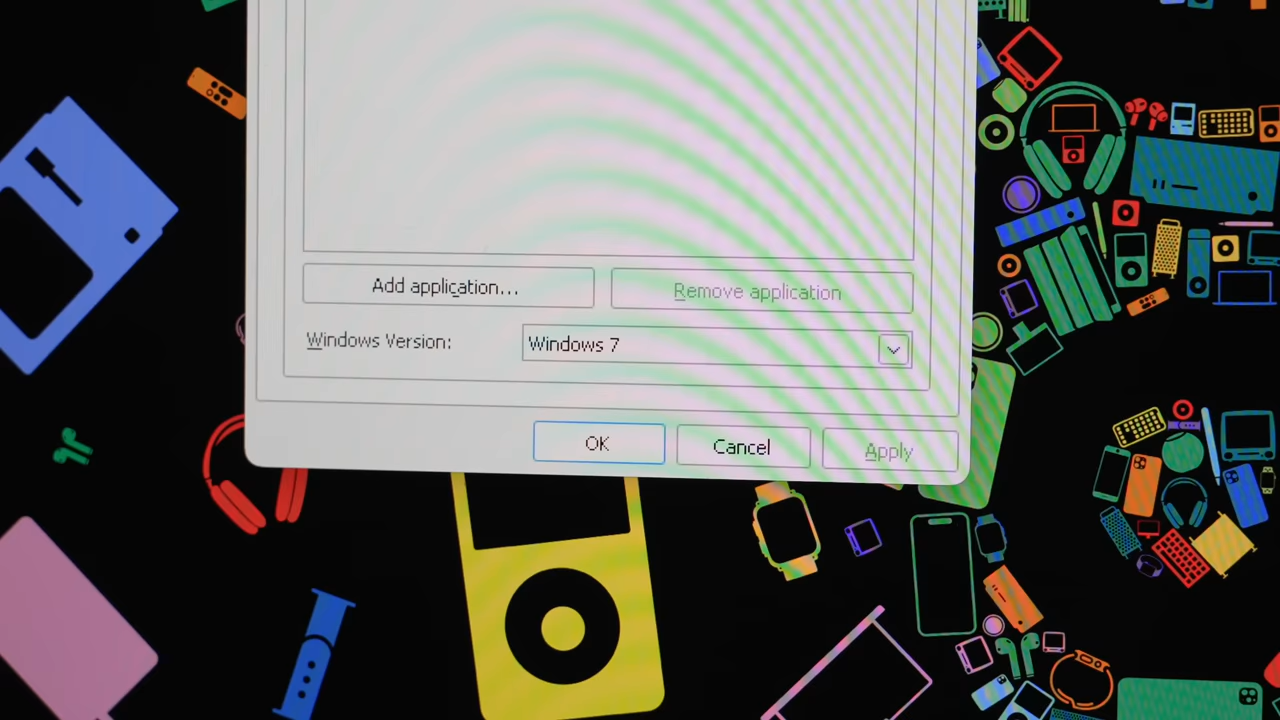 Add application...
Remove application
Windows Version:
Windows 7
OK
Cancel
Apply